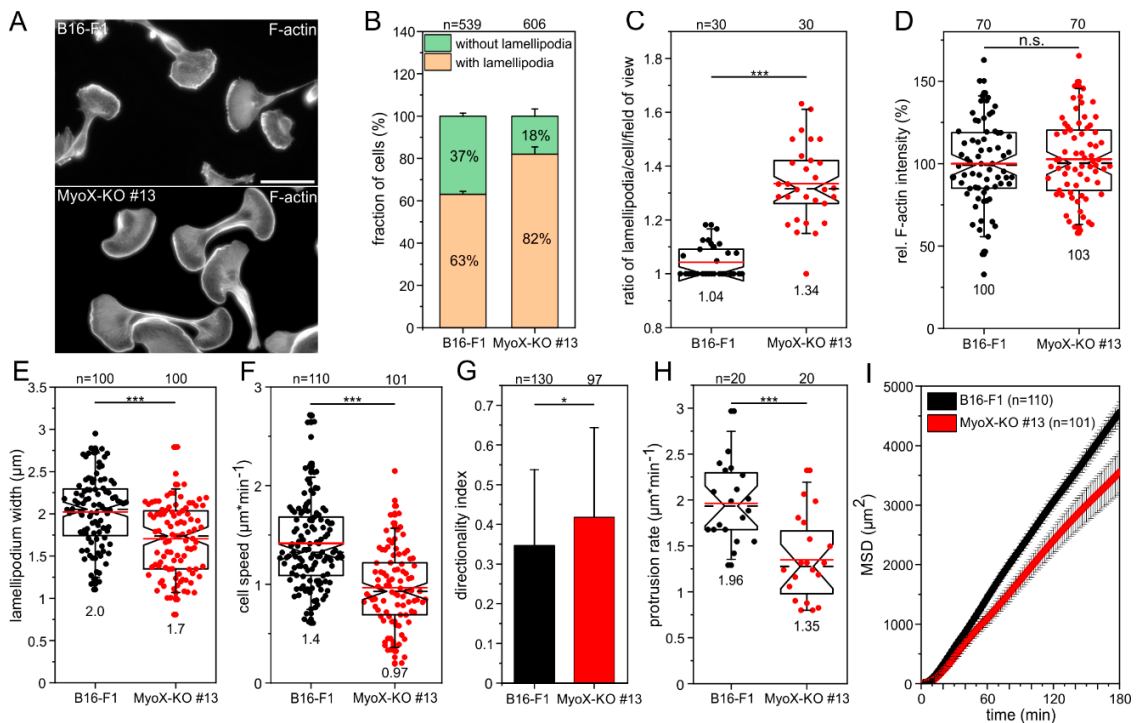 A
B16-F1 F-actin
MyoX-KO #13 F-actin
B
n=539 606
without lamellipodia
with lamellipodia
fraction of cells (%)
140
120
100
80
60
40
20
0
37%
18%
63%
82%
B16-F1 MyoX-KO #13
C
n=30 30
***
ratio of lamellipodia/cell/field of view
1.8
1.6
1.4
1.2
1
0.8
1.04
1.34
B16-F1 MyoX-KO #13
D
70 70
n.s.
rel. F-actin intensity (%)
200
150
100
50
0
100
103
B16-F1 MyoX-KO #13
E
n=100 100
***
lamellipodium width (µm)
3.5
3.0
2.5
2.0
1.5
1.0
0.5
0
2.0
1.7
B16-F1 MyoX-KO #13
F
n=110 101
***
cell speed (µm*min⁻¹)
3
2
1
0
1.4
0.97
B16-F1 MyoX-KO #13
G
n=130 97
*
directionality index
0.7
0.6
0.5
0.4
0.3
0.2
0.1
0
B16-F1 MyoX-KO #13
H
n=20 20
***
protrusion rate (µm*min⁻¹)
3
2.5
2
1.5
1
0.5
0
1.96
1.35
B16-F1 MyoX-KO #13
I
B16-F1 (n=110)
MyoX-KO #13 (n=101)
MSD (µm²)
5000
4000
3000
2000
1000
0
0 60 120 180
time (min)